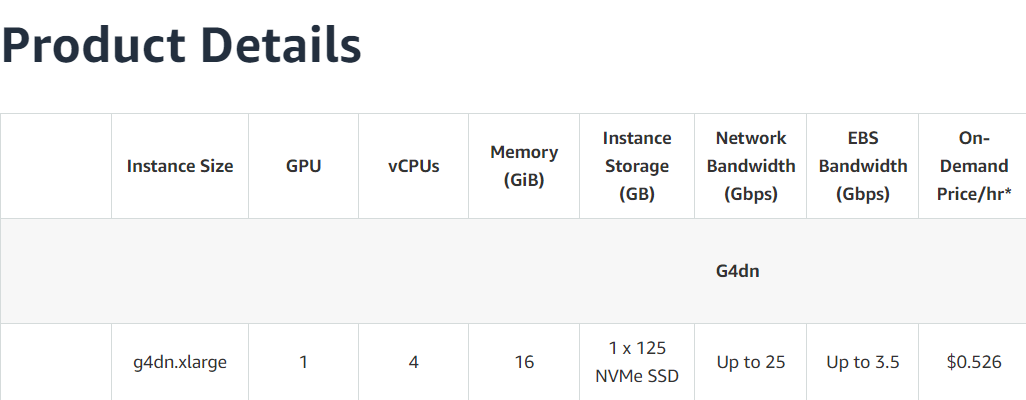 Product Details
Instance Size
GPU
vCPUs
Memory
(GiB)
Instance
Storage
(GB)
Network
Bandwidth
(Gbps)
EBS
Bandwidth
(Gbps)
On-
Demand
Price/hr*
G4dn
g4dn.xlarge
1
4
16
1 x 125
NVMe SSD
Up to 25
Up to 3.5
$0.526